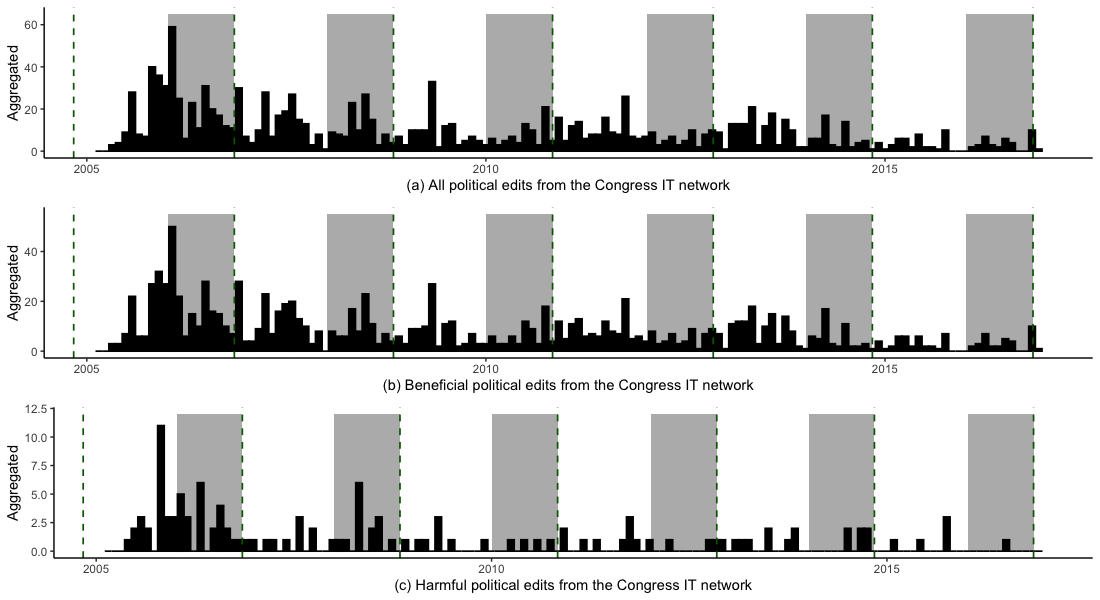 60
40
20
0
Aggregated
2005 2010 2015
(a) All political edits from the Congress IT network
40
20
0
Aggregated
2005 2010 2015
(b) Beneficial political edits from the Congress IT network
12.5
10.0
7.5
5.0
2.5
0.0
Aggregated
2005 2010 2015
(c) Harmful political edits from the Congress IT network